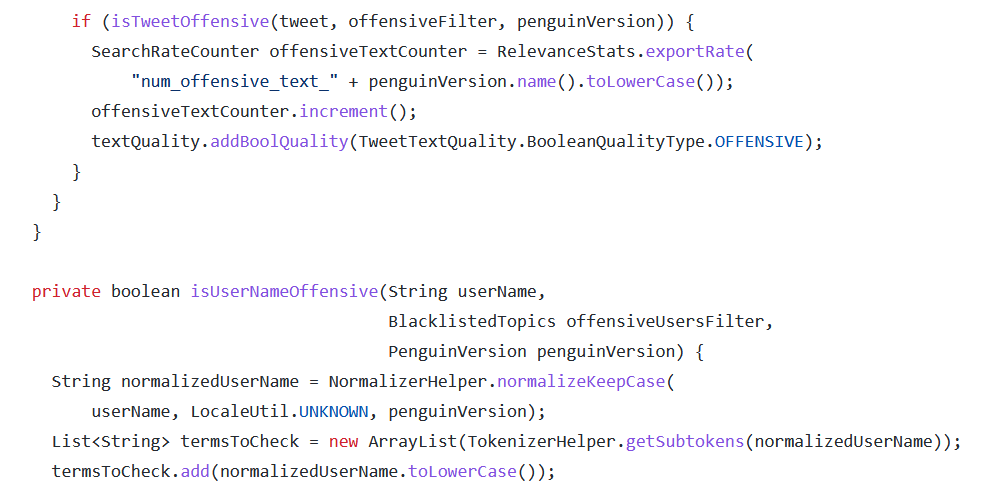 if (isTweetOffensive(tweet, offensiveFilter, penguinVersion)) {
SearchRateCounter offensiveTextCounter = RelevanceStats.exportRate(
"num_offensive_text_" + penguinVersion.name().toLowerCase());
offensiveTextCounter.increment();
textQuality.addBoolQuality(TweetTextQuality.BooleanQualityType.OFFENSIVE);
}
}
}
private boolean isUserNameOffensive(String userName,
BlacklistedTopics offensiveUsersFilter,
PenguinVersion penguinVersion) {
String normalizedUserName = NormalizerHelper.normalizeKeepCase(
userName, LocaleUtil.UNKNOWN, penguinVersion);
List<String> termsToCheck = new ArrayList(TokenizerHelper.getSubtokens(normalizedUserName));
termsToCheck.add(normalizedUserName.toLowerCase());